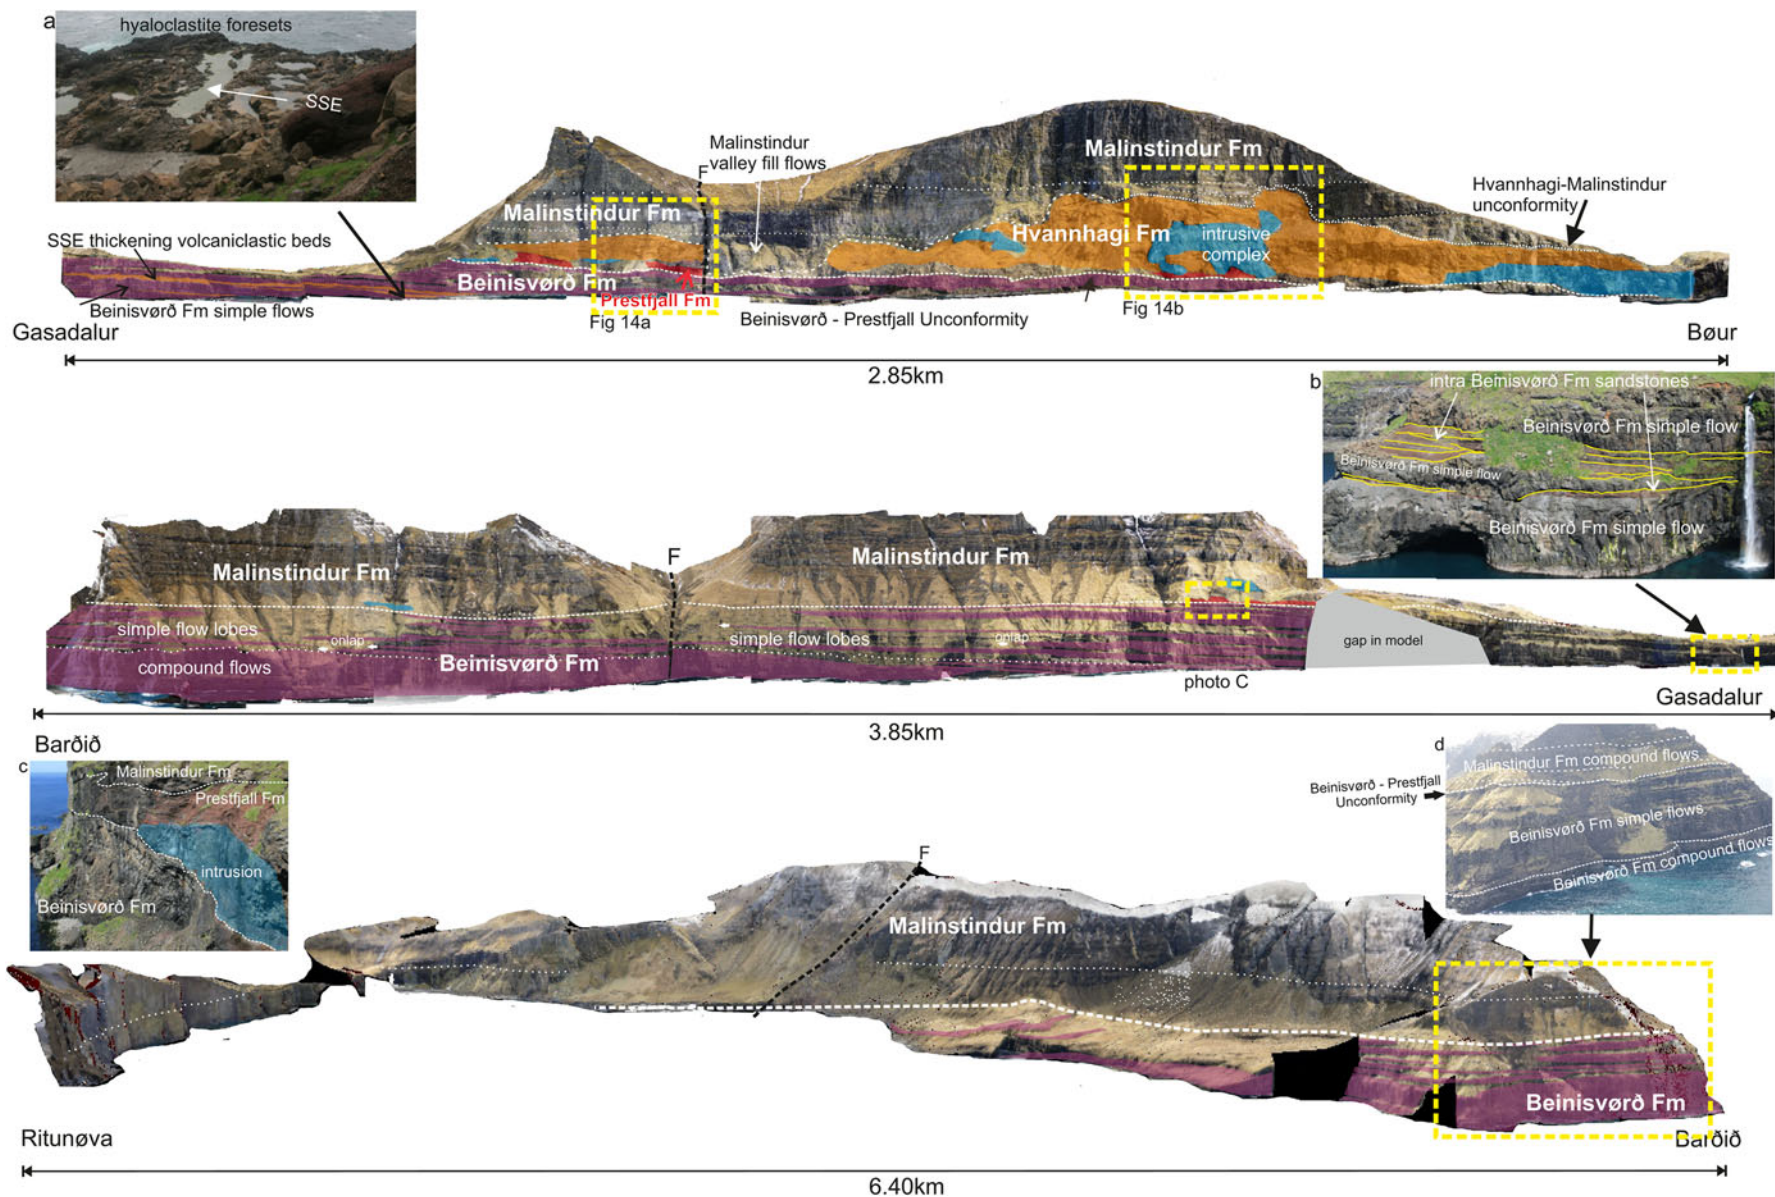 a
hyaloclastite foresets
SSE
SSE thickening volcaniclastic beds
Beinisvørð Fm simple flows
Malinstindur
valley fill flows
F
Malinstindur Fm
Malinstindur Fm
Hvannhagi Fm
intrusive
complex
Hvannhagi-Malinstindur
unconformity
Beinisvørð Fm
Prestfjall Fm
Fig 14a
Beinisvørð - Prestfjall Unconformity
Fig 14b
Gasadalur
Bøur
2.85km
b
intra Beinisvørð Fm sandstones
Beinisvørð Fm simple flow
Beinisvørð Fm simple flow
Beinisvørð Fm simple flow
Malinstindur Fm
F
Malinstindur Fm
simple flow lobes
onlap
simple flow lobes
onlap
gap in model
compound flows
Beinisvørð Fm
photo C
Gasadalur
3.85km
Barðið
c
Malinstindur Fm
Prestfjall Fm
intrusion
Beinisvørð Fm
d
Malinstindur Fm compound flows
Beinisvørð - Prestfjall
Unconformity
Beinisvørð Fm simple flows
Beinisvørð Fm compound flows
F
Malinstindur Fm
Beinisvørð Fm
Ritunøva
Barðið
6.40km